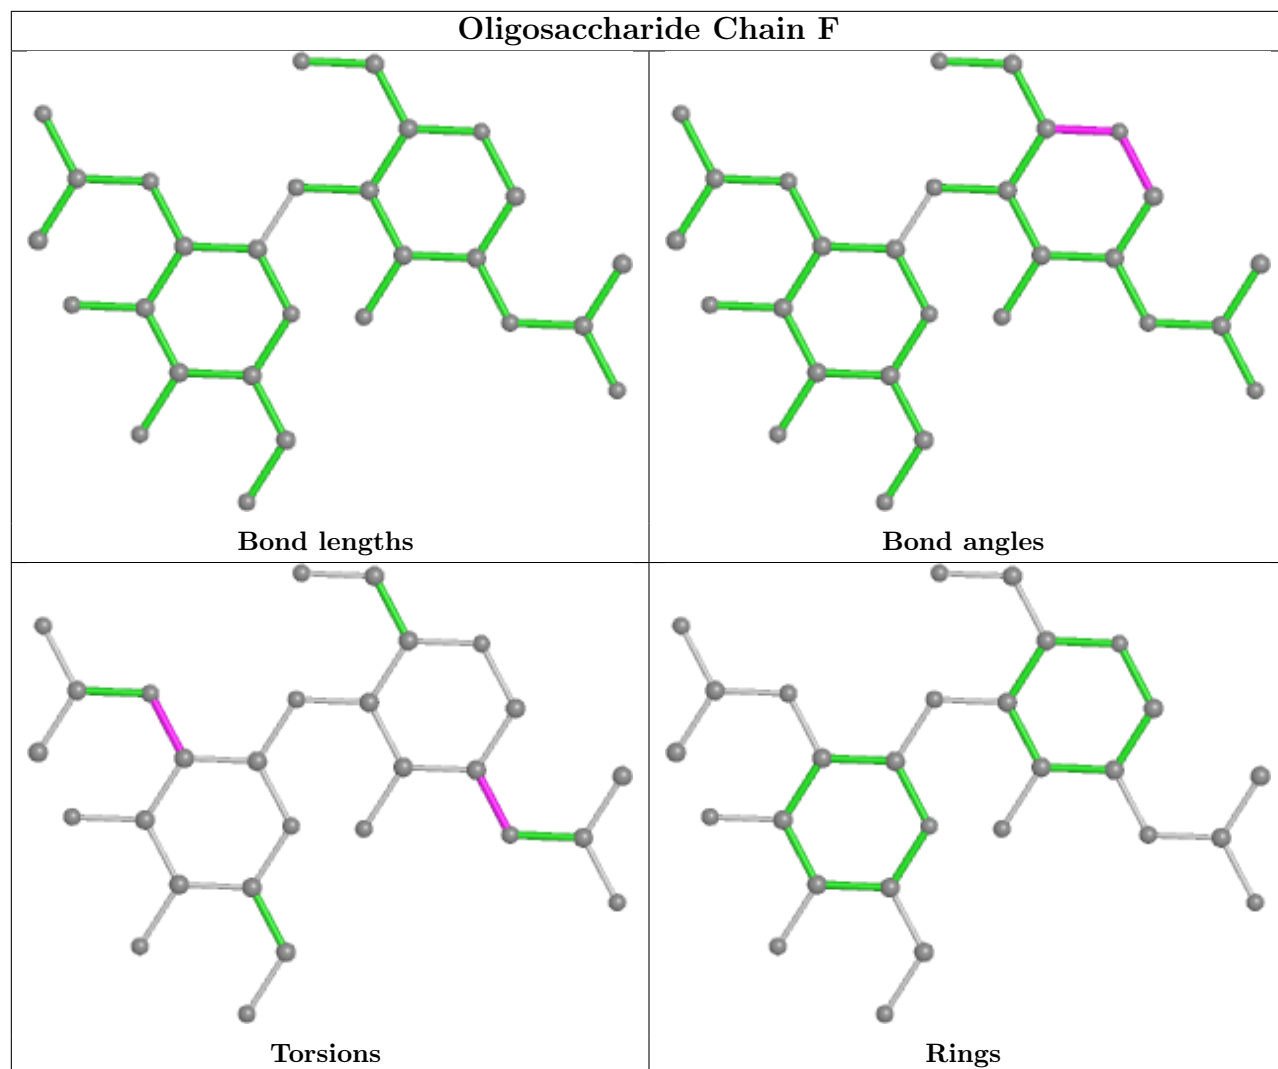 Oligosaccharide Chain F
Bond lengths
Bond angles
Torsions
Rings